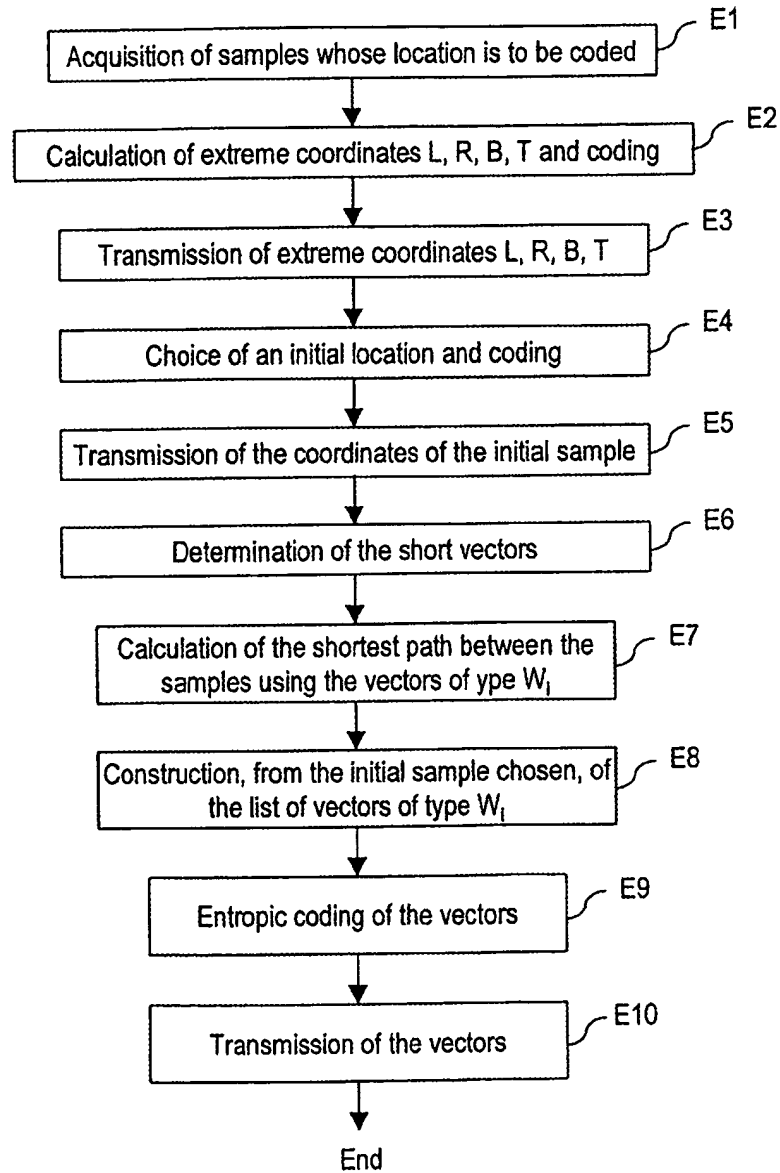 E1
Acquisition of samples whose location is to be coded
E2
Calculation of extreme coordinates L, R, B, T and coding
E3
Transmission of extreme coordinates L, R, B, T
E4
Choice of an initial location and coding
E5
Transmission of the coordinates of the initial sample
E6
Determination of the short vectors
E7
Calculation of the shortest path between the
samples using the vectors of ype Wi
E8
Construction, from the initial sample chosen, of
the list of vectors of type Wi
E9
Entropic coding of the vectors
E10
Transmission of the vectors
End